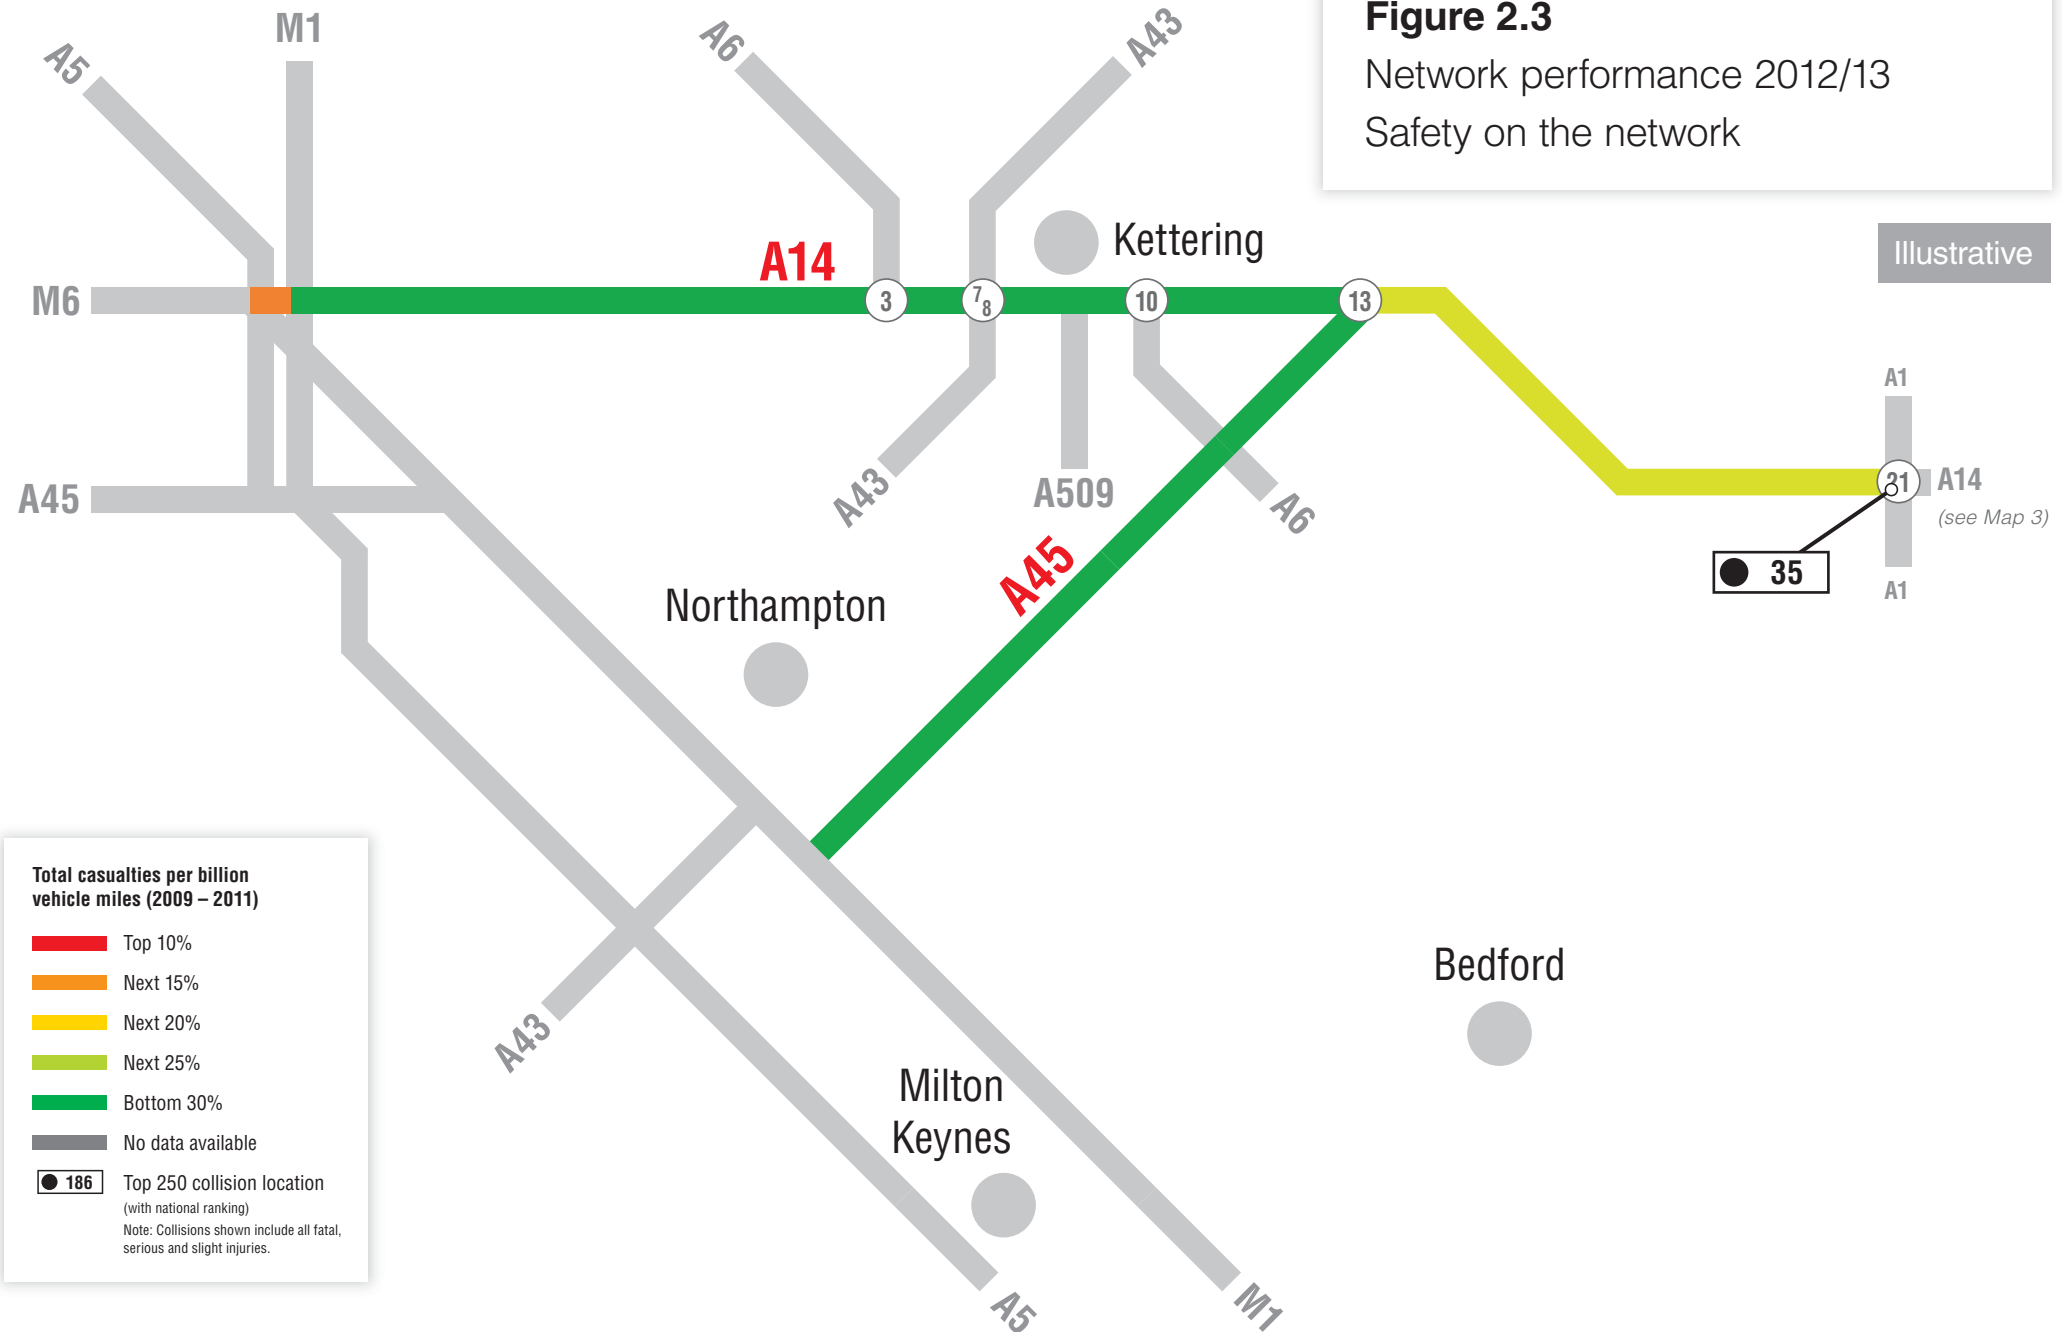 Figure 2.3
Network performance 2012/13
Safety on the network
Illustrative
A5
M1
A6
A43
Kettering
A14
M6
3
7
8
10
13
A1
21
A14
(see Map 3)
35
A1
A45
A43
A509
A6
A45
Northampton
Bedford
A43
Milton
Keynes
A5
M1
Total casualties per billion
vehicle miles (2009 – 2011)
Top 10%
Next 15%
Next 20%
Next 25%
Bottom 30%
No data available
186
Top 250 collision location
(with national ranking)
Note: Collisions shown include all fatal,
serious and slight injuries.